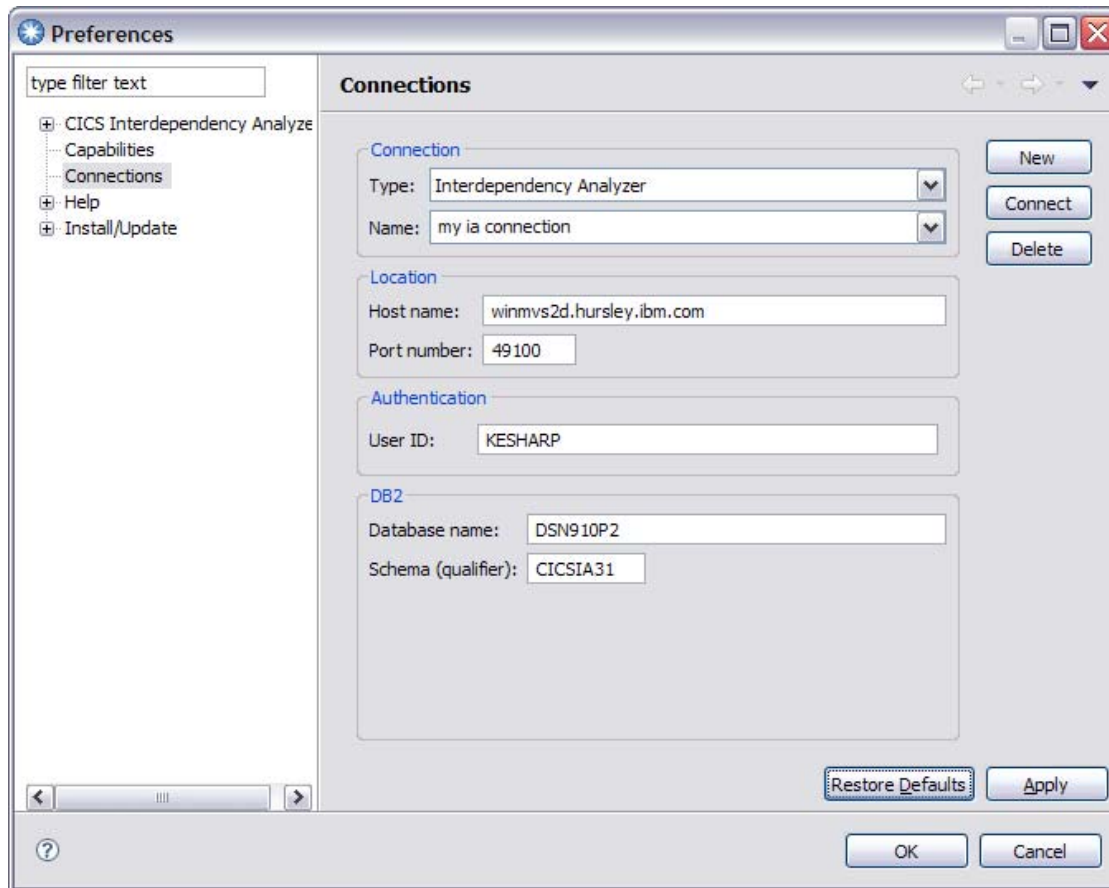 Preferences
type filter text
CICS Interdependency Analyze
Capabilities
Connections
Help
Install/Update
Connections
Connection
Type: Interdependency Analyzer
Name: my ia connection
New
Connect
Delete
Location
Host name: winmvs2d.hursley.ibm.com
Port number: 49100
Authentication
User ID: KESHARP
DB2
Database name: DSN910P2
Schema (qualifier): CICSIA31
Restore Defaults Apply
? OK Cancel